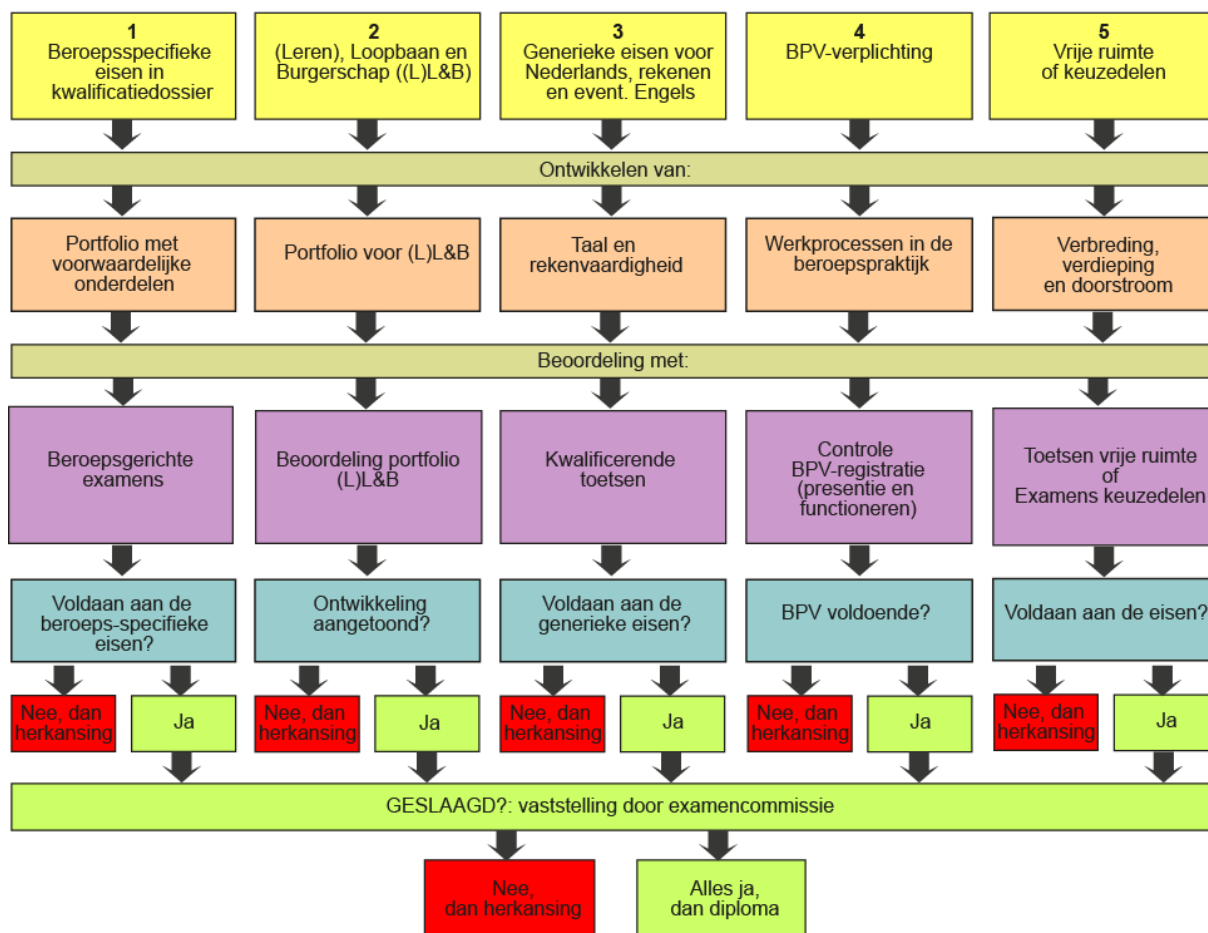 1
Beroepsspecifieke
eisen in
kwalificatiedossier
2
(Leren), Loopbaan en
Burgerschap ((L)L&B)
3
Generieke eisen voor
Nederlands, rekenen
en event. Engels
4
BPV-verplichting
5
Vrije ruimte
of keuzedelen
Ontwikkelen van:
Portfolio met
voorwaardelijke
onderdelen
Portfolio voor (L)L&B
Taal en
rekenvaardigheid
Werkprocessen in de
beroepspraktijk
Verbreding,
verdieping
en doorstroom
Beoordeling met:
Beroepsgerichte
examens
Beoordeling portfolio
(L)L&B
Kwalificerende
toetsen
Controle
BPV-registratie
(presentie en
functioneren)
Toetsen vrije ruimte
of
Examens keuzedelen
Voldaan aan de
beroeps-specifieke
eisen?
Ontwikkeling
aangetoond?
Voldaan aan de
generieke eisen?
BPV voldoende?
Voldaan aan de eisen?
Nee, dan
herkansing
Ja
Nee, dan
herkansing
Ja
Nee, dan
herkansing
Ja
Nee, dan
herkansing
Ja
Nee, dan
herkansing
Ja
GESLAAGD?: vaststelling door examencommissie
Nee,
dan herkansing
Alles ja,
dan diploma